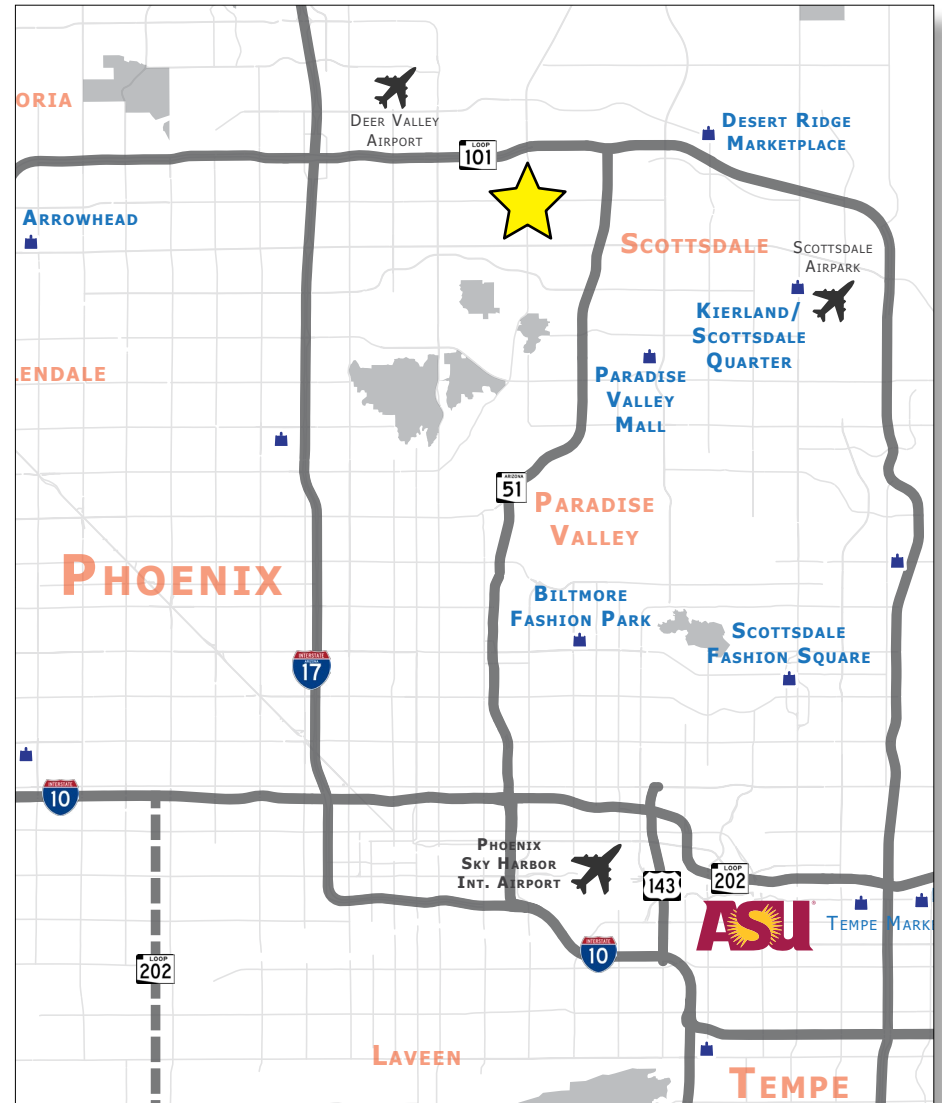 ORIA
Deer Valley
Airport
LOOP
101
Desert Ridge
Marketplace
Arrowhead
Scottsdale
Scottsdale
Airpark
Kierland/
Scottsdale
Quarter
LENDALE
Paradise
Valley
Mall
ARIZONA
51
Paradise
Valley
Phoenix
Biltmore
Fashion Park
Scottsdale
Fashion Square
INTERSTATE
ARIZONA
17
INTERSTATE
10
Phoenix
Sky Harbor
Int. Airport
143
LOOP
202
ASU
®
Tempe Mark
INTERSTATE
10
LOOP
202
Laveen
Tempe